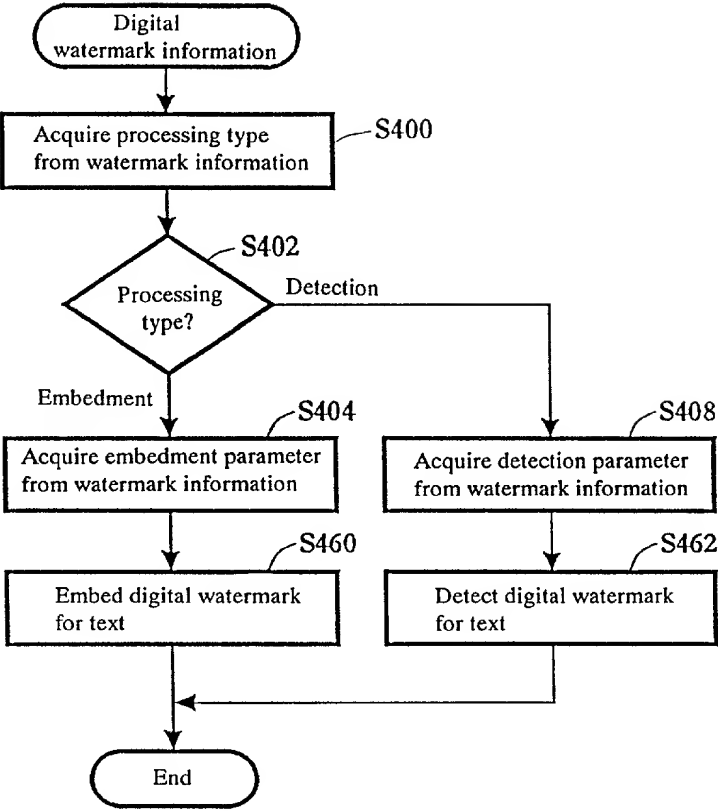 Digital
watermark information
Acquire processing type
from watermark information
S400
S402
Processing
type?
Detection
Embedment
S404
Acquire embedment parameter
from watermark information
S408
Acquire detection parameter
from watermark information
S460
Embed digital watermark
for text
S462
Detect digital watermark
for text
End